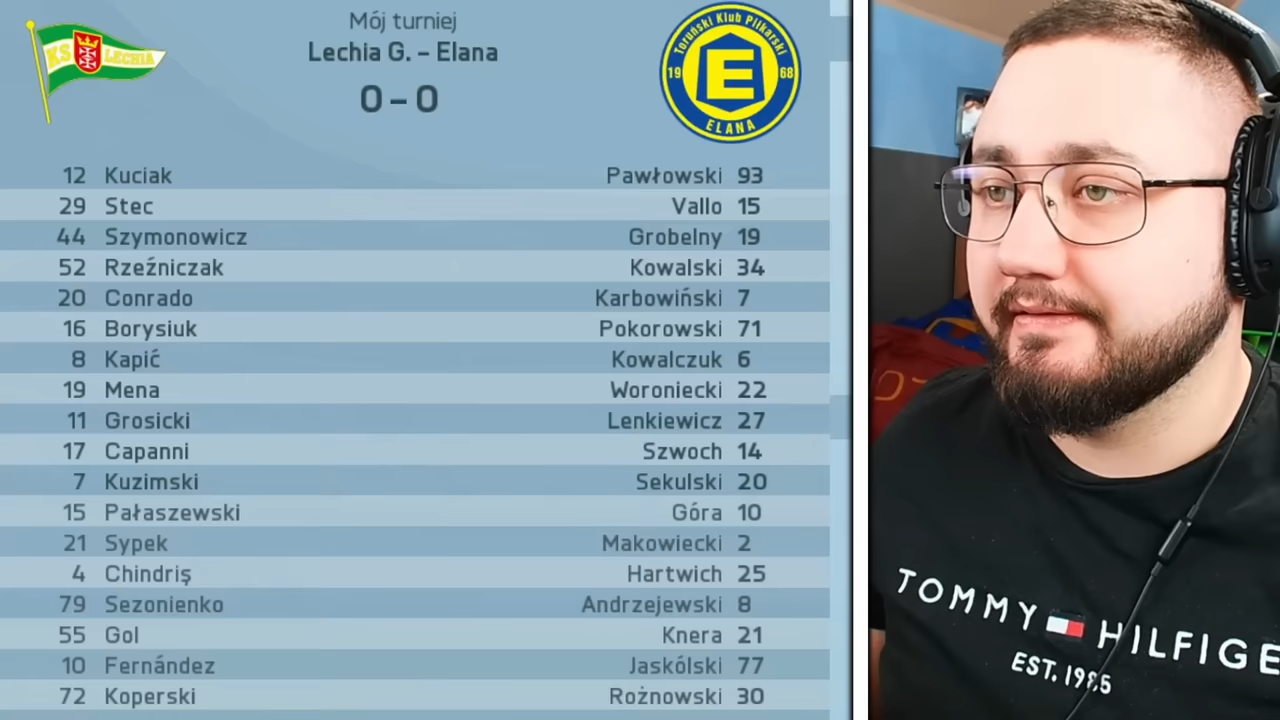 Mój turniej
Lechia G. – Elana
0 – 0
KS LECHIA
Toruński Klub Piłkarski
19 E 68
ELANA
12 Kuciak Pawłowski 93
29 Stec Vallo 15
44 Szymonowicz Grobelny 19
52 Rzeźniczak Kowalski 34
20 Conrado Karbowiński 7
16 Borysiuk Pokorowski 71
8 Kapić Kowalczuk 6
19 Mena Woroniecki 22
11 Grosicki Lenkiewicz 27
17 Capanni Szwoch 14
7 Kuzimski Sekulski 20
15 Pałaszewski Góra 10
21 Sypek Makowiecki 2
4 Chindriş Hartwich 25
79 Sezonienko Andrzejewski 8
55 Gol Knera 21
10 Fernández Jaskólski 77
72 Koperski Rożnowski 30
TOMMY HILFIGE
EST. 1985